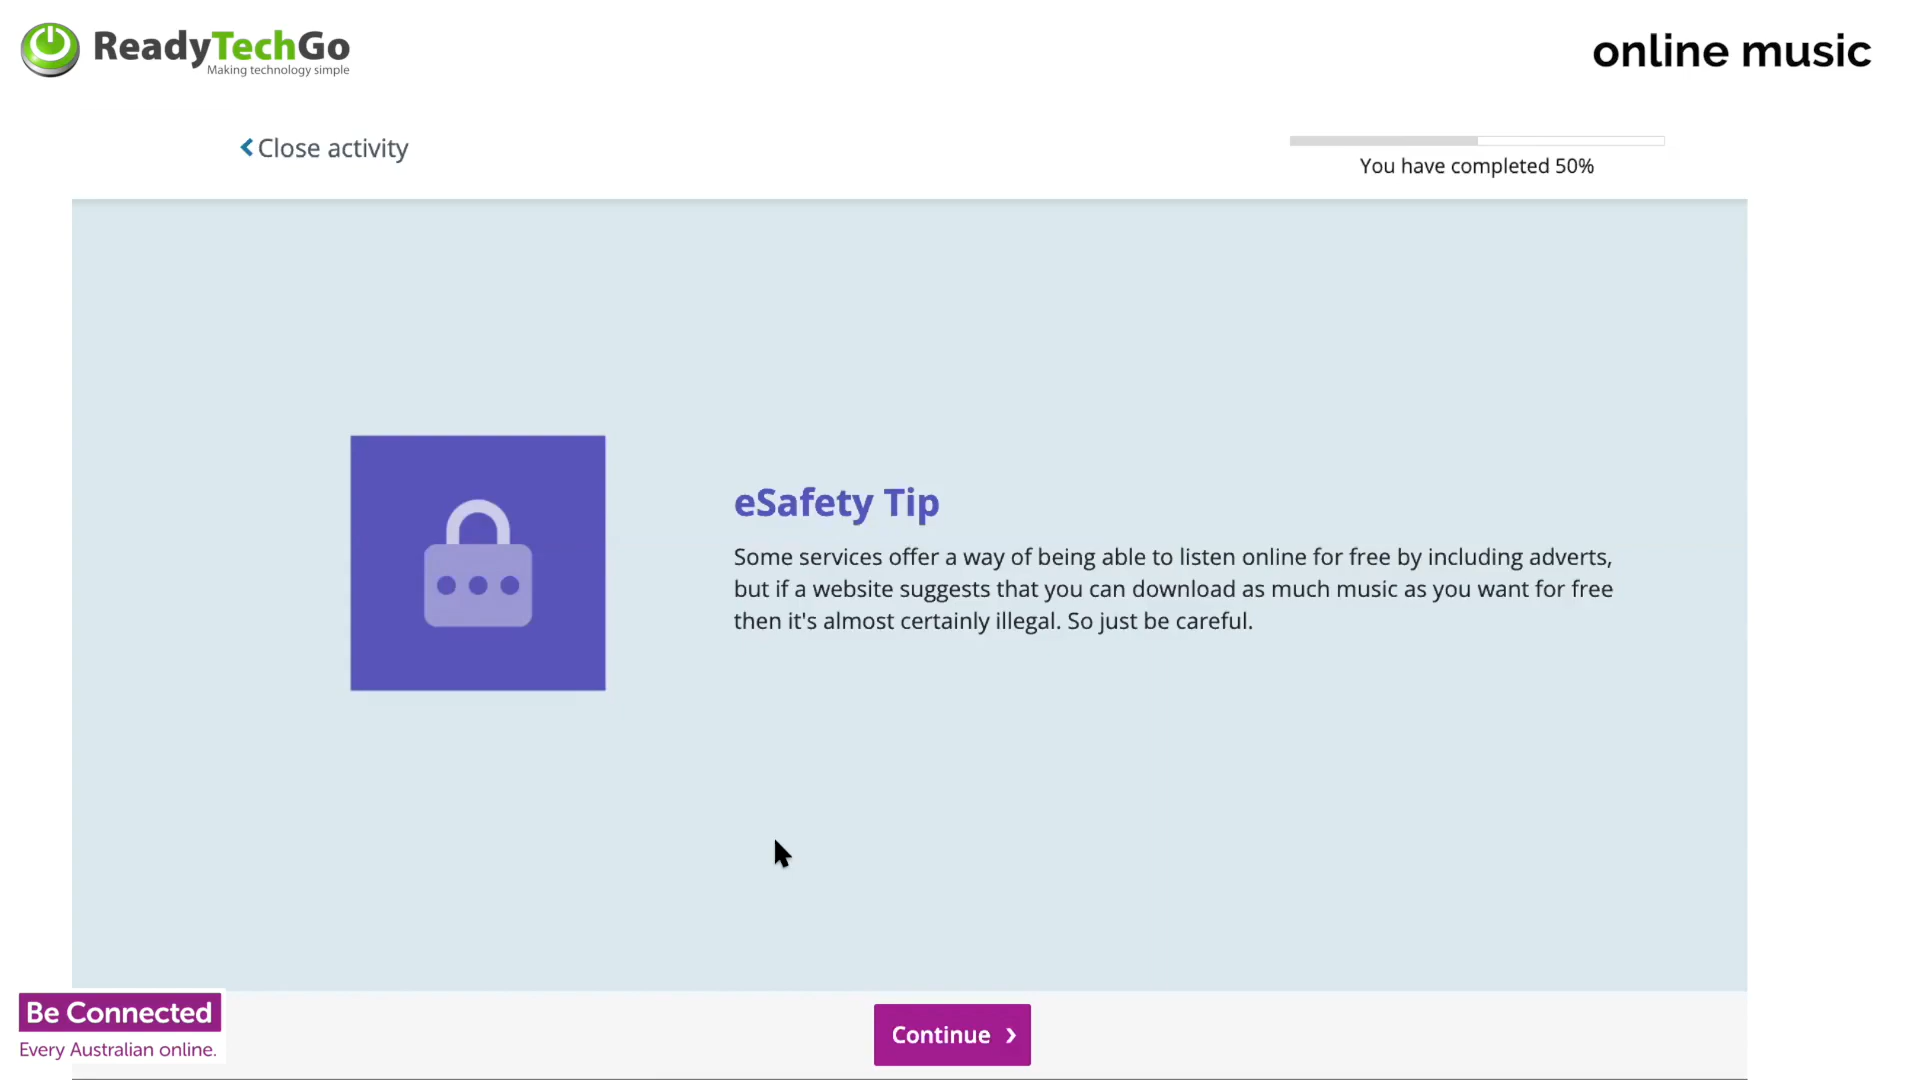 ReadyTechGo
Making technology simple
online music
Close activity
You have completed 50%
eSafety Tip
Some services offer a way of being able to listen online for free by including adverts,
but if a website suggests that you can download as much music as you want for free
then it's almost certainly illegal. So just be careful.
Be Connected
Every Australian online.
Continue